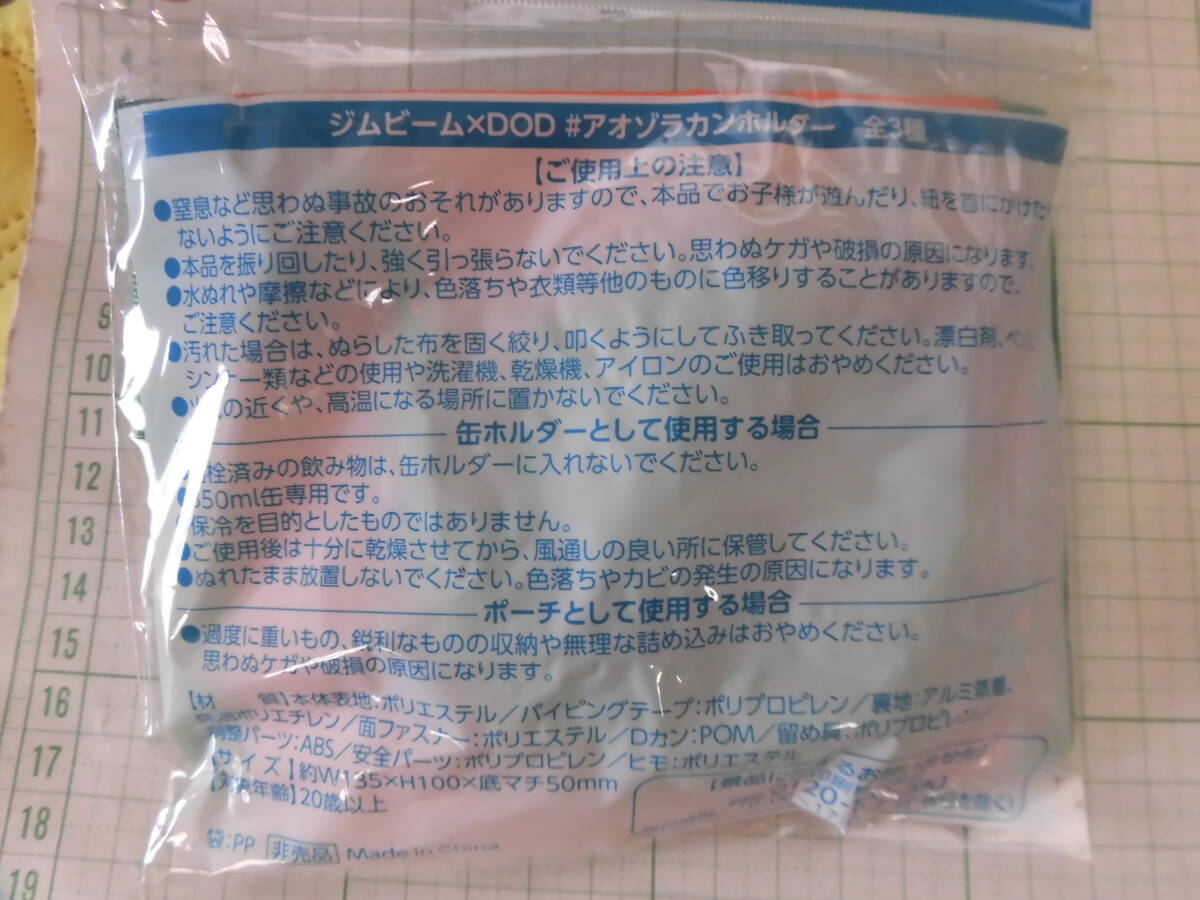 ジムビーム×DOD #アオゾラカンホルダー 全3種
【ご使用上の注意】
●窒息など思わぬ事故のおそれがありますので、本品でお子様が遊んだり、紐を首にかけた
ないようにご注意ください。
●本品を振り回したり、強く引っ張らないでください。思わぬケガや破損の原因になります。
●水ぬれや摩擦などにより、色落ちや衣類等他のものに色移りすることがありますので、
ご注意ください。
●汚れた場合は、ぬらした布を固く絞り、叩くようにしてふき取ってください。漂白剤、ベ
シンナー類などの使用や洗濯機、乾燥機、アイロンのご使用はおやめください。
●の近くや、高温になる場所に置かないでください。
缶ホルダーとして使用する場合
栓済みの飲み物は、缶ホルダーに入れないでください。
●350ml缶専用です。
保冷を目的としたものではありません。
●ご使用後は十分に乾燥させてから、風通しの良い所に保管してください。
●ぬれたまま放置しないでください。色落ちやカビの発生の原因になります。
ポーチとして使用する場合
●過度に重いもの、鋭利なものの収納や無理な詰め込みはおやめください。
思わぬケガや破損の原因になります。
【材 質】本体表地:ポリエステル/パイピングテープ:ポリプロピレン/裏地:アルミ蒸着、
ポリエチレン/面ファスナー:ポリエステル/Dカン:POM/留め具:ポリプロピレン/
調整パーツ:ABS/安全パーツ:ポリプロピレン/ヒモ:ポリエステル
【サイズ】約W135×H100×底マチ50mm
【対象年齢】20歳以上
袋:PP 非売品 Made in China
9
10
11
12
13
14
15
16
17
18
19